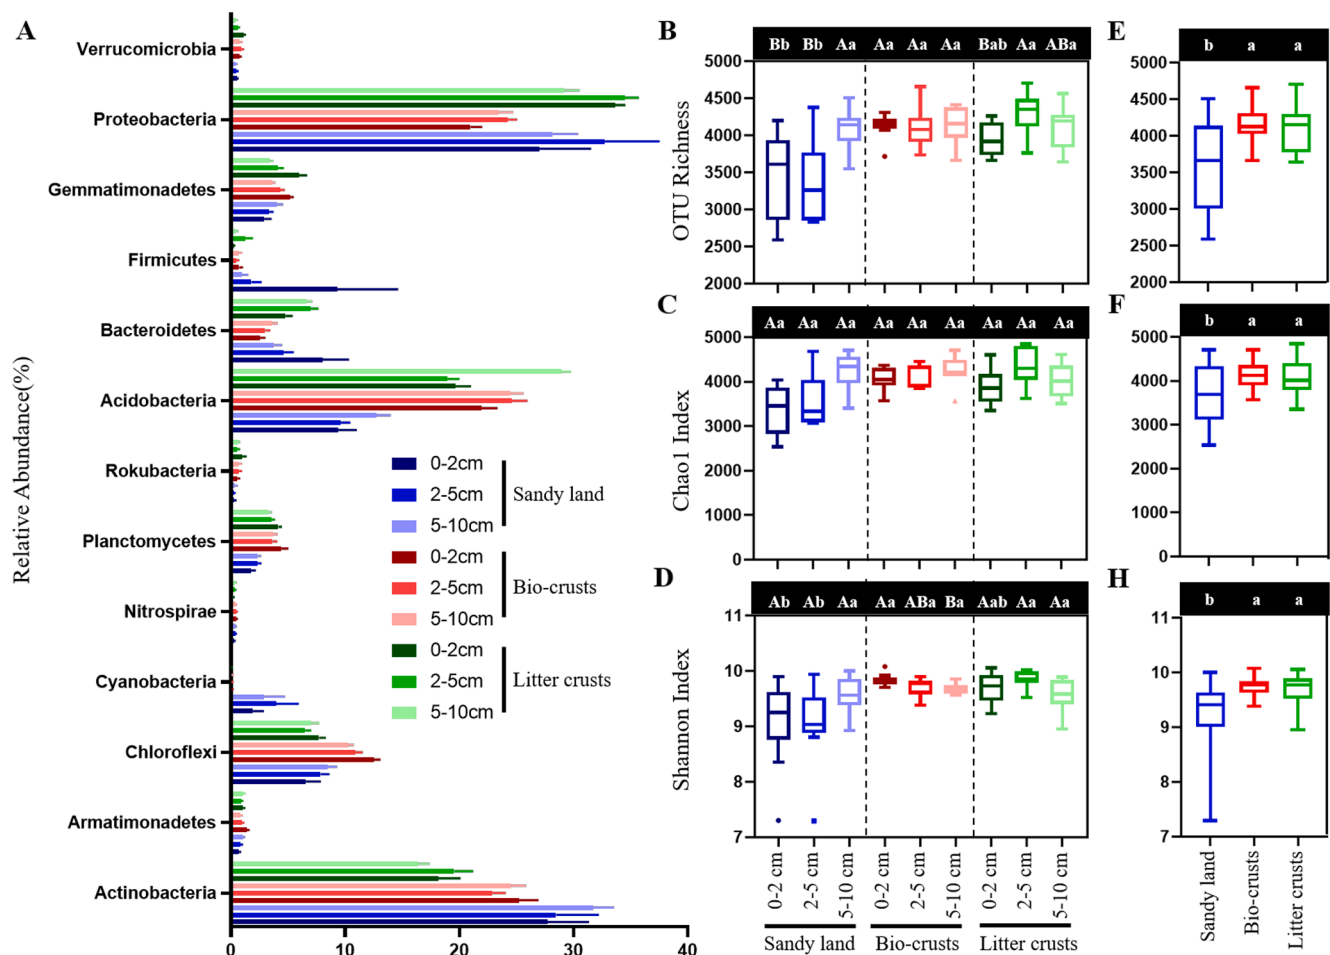 A
Relative Abundance(%)
Verrucomicrobia
Proteobacteria
Gemmatimonadetes
Firmicutes
Bacteroidetes
Acidobacteria
Rokubacteria
Planctomycetes
Nitrospirae
Cyanobacteria
Chloroflexi
Armatimonadetes
Actinobacteria
0 10 20 30 40
0-2cm
2-5cm
5-10cm
Sandy land
0-2cm
2-5cm
5-10cm
Bio-crusts
0-2cm
2-5cm
5-10cm
Litter crusts
B
Bb Bb Aa Aa Aa Aa Bab Aa ABa
OTU Richness
5000
4500
4000
3500
3000
2500
2000
E
b a a
5000
4500
4000
3500
3000
2500
2000
C
Aa Aa Aa Aa Aa Aa Aa Aa Aa
Chao1 Index
5000
4000
3000
2000
1000
0
F
b a a
5000
4000
3000
2000
1000
0
D
Ab Ab Aa Aa ABa Ba Aab Aa Aa
Shannon Index
11
10
9
8
7
0-2 cm 2-5 cm 5-10 cm 0-2 cm 2-5 cm 5-10 cm 0-2 cm 2-5 cm 5-10 cm
Sandy land Bio-crusts Litter crusts
H
b a a
11
10
9
8
7
Sandy land Bio-crusts Litter crusts